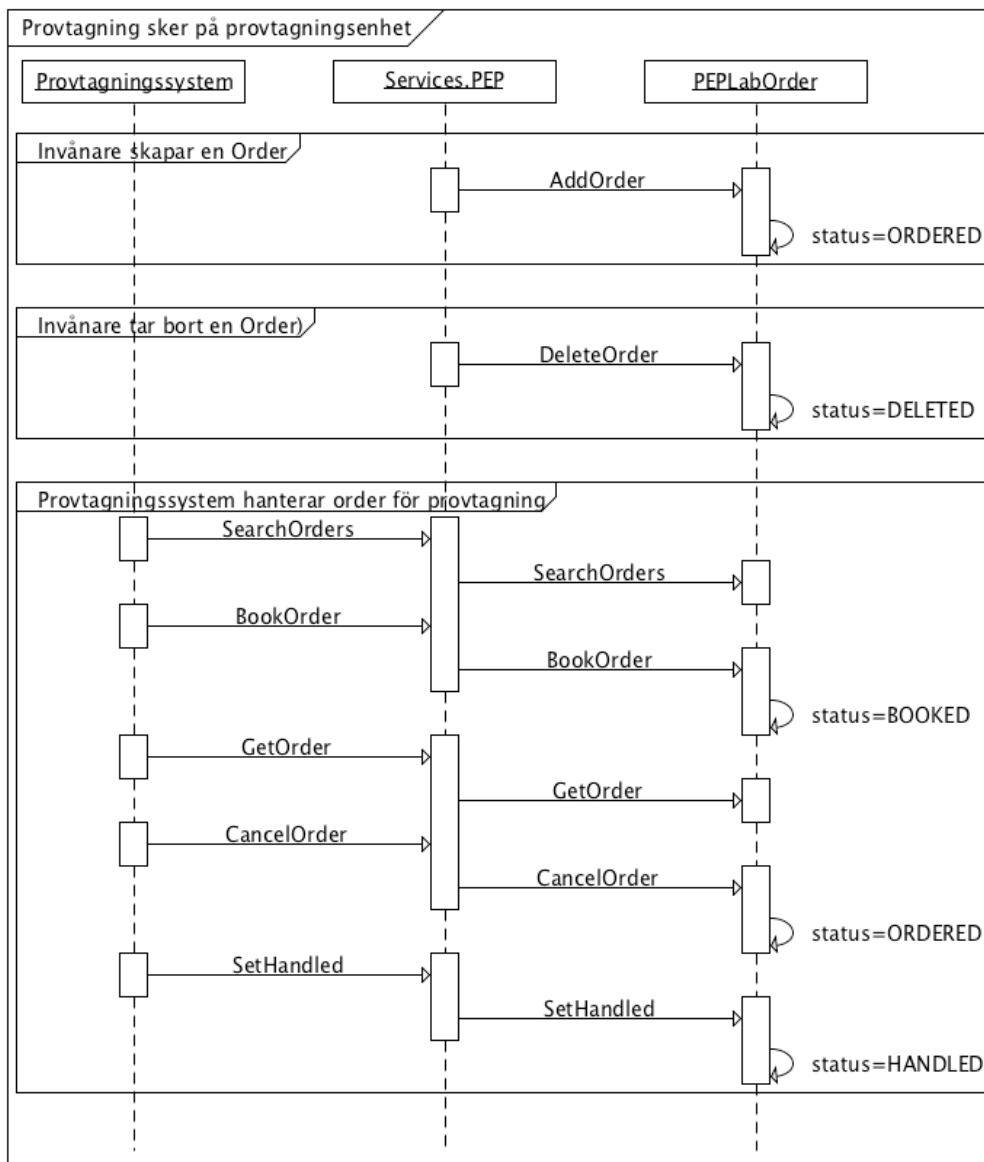 Provtagning sker på provtagningsenhet
Provtagningssystem
Services.PEP
PEPLabOrder
Invånare skapar en Order
AddOrder
status=ORDERED
Invånare tar bort en Order)
DeleteOrder
status=DELETED
Provtagningssystem hanterar order för provtagning
SearchOrders
SearchOrders
BookOrder
BookOrder
status=BOOKED
GetOrder
GetOrder
CancelOrder
CancelOrder
status=ORDERED
SetHandled
SetHandled
status=HANDLED